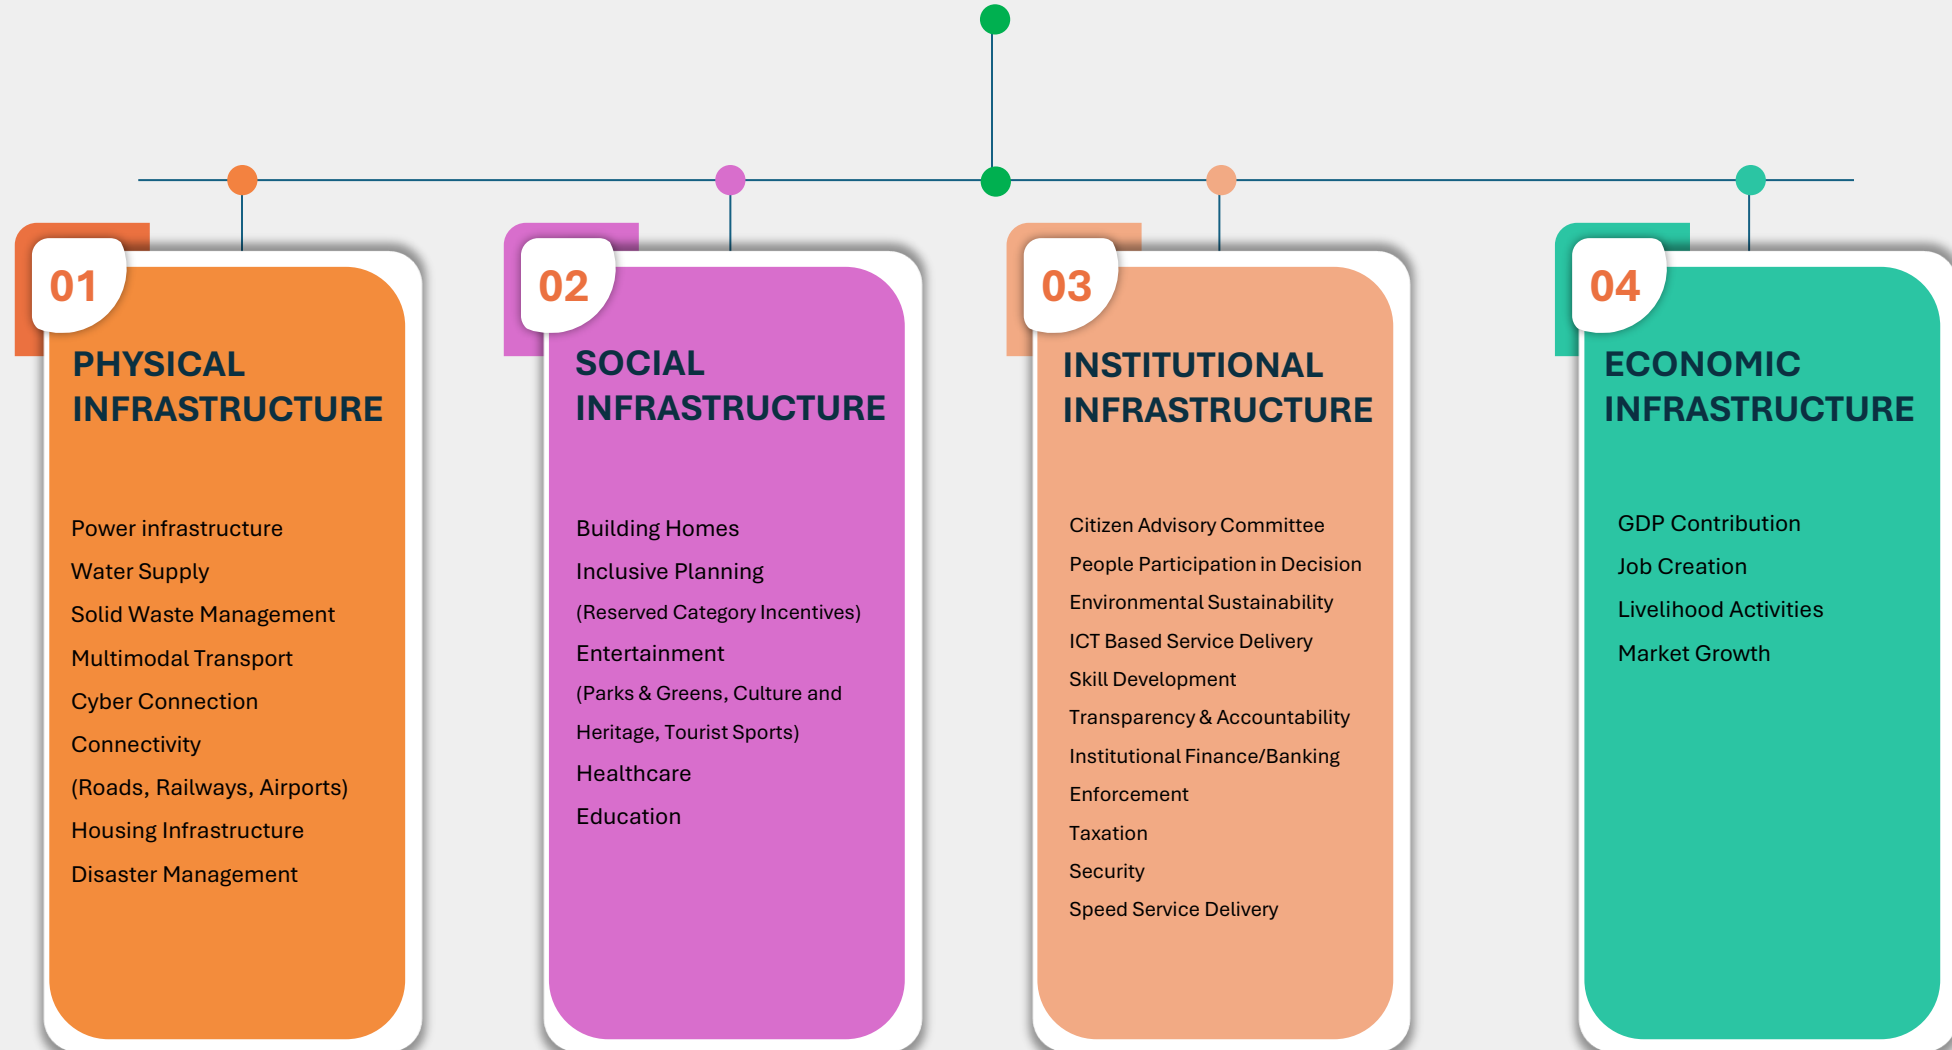 01
PHYSICAL
INFRASTRUCTURE
Power infrastructure
Water Supply
Solid Waste Management
Multimodal Transport
Cyber Connection
Connectivity
(Roads, Railways, Airports)
Housing Infrastructure
Disaster Management
02
SOCIAL
INFRASTRUCTURE
Building Homes
Inclusive Planning
(Reserved Category Incentives)
Entertainment
(Parks & Greens, Culture and
Heritage, Tourist Sports)
Healthcare
Education
03
INSTITUTIONAL
INFRASTRUCTURE
Citizen Advisory Committee
People Participation in Decision
Environmental Sustainability
ICT Based Service Delivery
Skill Development
Transparency & Accountability
Institutional Finance/Banking
Enforcement
Taxation
Security
Speed Service Delivery
04
ECONOMIC
INFRASTRUCTURE
GDP Contribution
Job Creation
Livelihood Activities
Market Growth